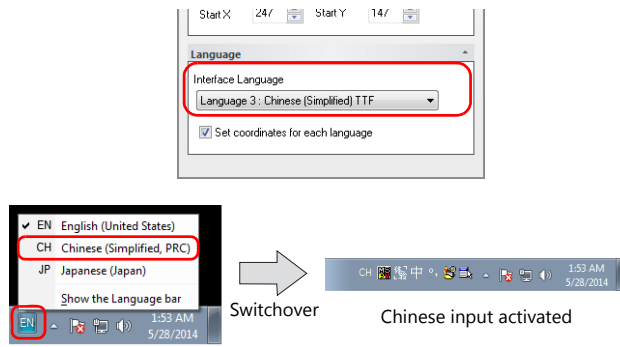 Start X 247 Start Y 147
Language
Interface Language
Language 3 : Chinese (Simplified) TTF
Set coordinates for each language
EN English (United States)
CH Chinese (Simplified, PRC)
JP Japanese (Japan)
Show the Language bar
EN 1:53 AM
5/28/2014
Switchover
CH 中 1:53 AM
5/28/2014
Chinese input activated